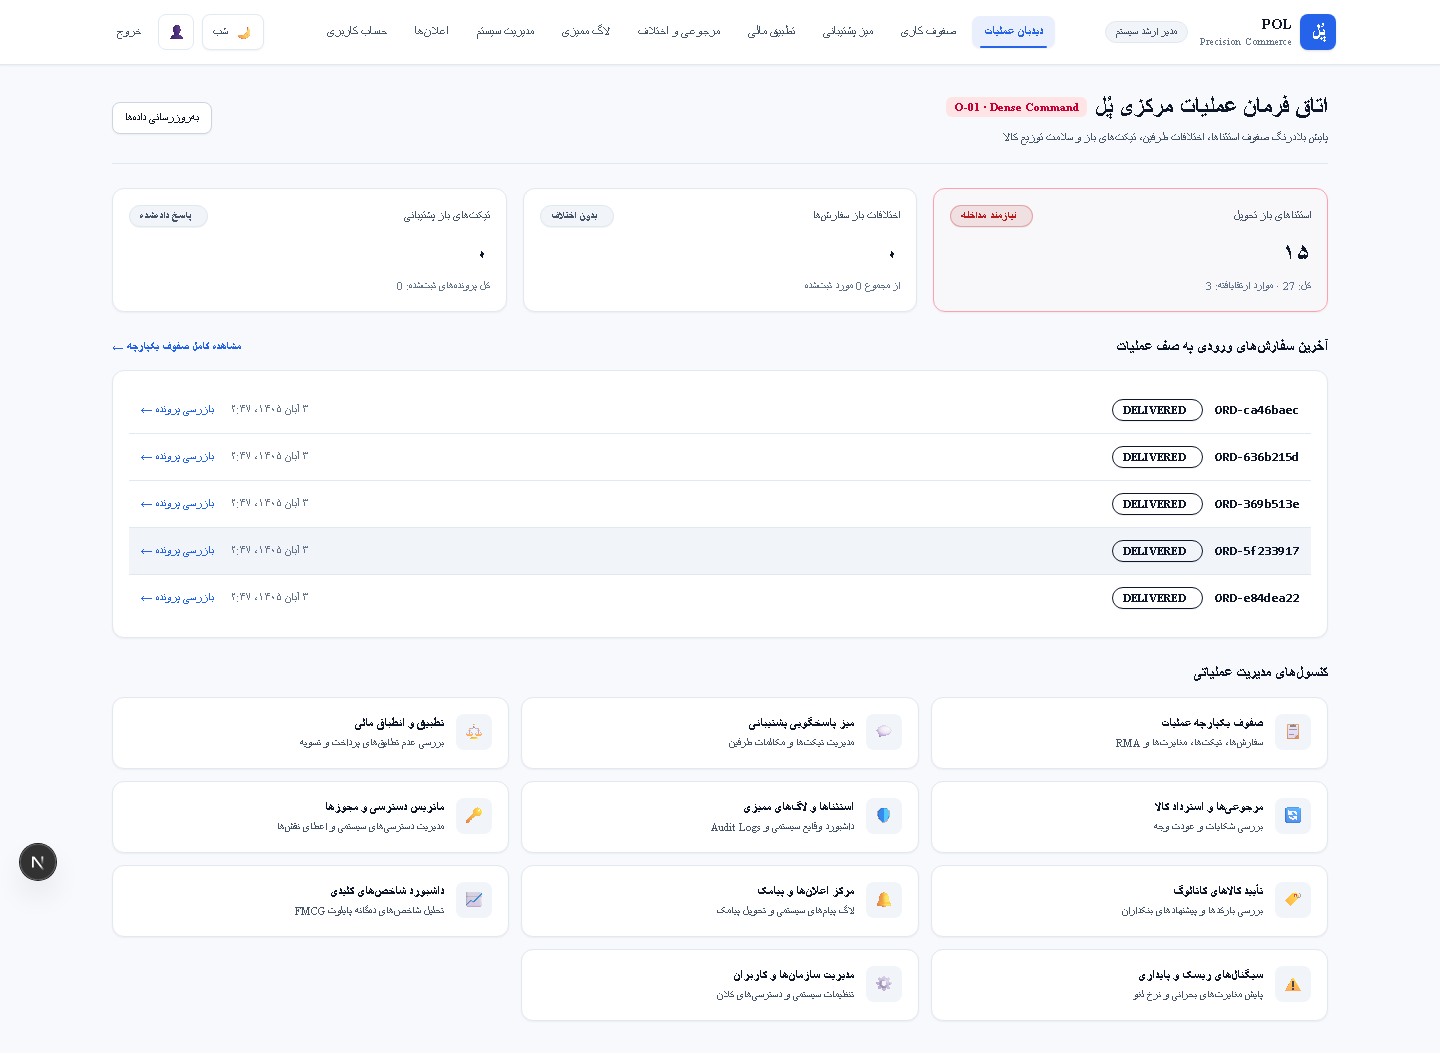 پُل
POL
Precision Commerce
مدیر ارشد سیستم
دیدبان عملیات
صفوف کاری
میز پشتیبانی
تطبیق مالی
مرجوعی و اختلاف
لاگ ممیزی
مدیریت سیستم
اعلان‌ها
حساب کاربری
🌙 شب
خروج
اتاق فرمان عملیات مرکزی پُل
O-01 · Dense Command
پایش بلادرنگ صفوف استثناها، اختلافات طرفین، تیکت‌های باز و سلامت توزیع کالا
به‌روزرسانی داده‌ها
استثناهای باز تحویل
نیازمند مداخله
۱۵
کل: 27 · موارد ارتقایافته: 3
اختلافات باز سفارش‌ها
بدون اختلاف
۰
از مجموع 0 مورد ثبت‌شده
تیکت‌های باز پشتیبانی
پاسخ داده‌شده
۰
کل پرونده‌های ثبت‌شده: 0
آخرین سفارش‌های ورودی به صف عملیات
مشاهده کامل صفوف یکپارچه ←
ORD-ca46baec DELIVERED ۳ آبان ۱۴۰۵، ۲:۴۷ بازرسی پرونده ←
ORD-636b215d DELIVERED ۳ آبان ۱۴۰۵، ۲:۴۷ بازرسی پرونده ←
ORD-369b513e DELIVERED ۳ آبان ۱۴۰۵، ۲:۴۷ بازرسی پرونده ←
ORD-5f233917 DELIVERED ۳ آبان ۱۴۰۵، ۲:۴۷ بازرسی پرونده ←
ORD-e84dea22 DELIVERED ۳ آبان ۱۴۰۵، ۲:۴۷ بازرسی پرونده ←
کنسول‌های مدیریت عملیاتی
صفوف یکپارچه عملیات
سفارش‌ها، تیکت‌ها، مغایرت‌ها و RMA
میز پاسخگویی پشتیبانی
مدیریت تیکت‌ها و مکالمات طرفین
تطبیق و انطباق مالی
بررسی عدم تطابق‌های پرداخت و تسویه
مرجوعی‌ها و استرداد کالا
بررسی شکایات و عودت وجه
استثناها و لاگ‌های ممیزی
داشبورد وقایع سیستمی و Audit Logs
ماتریس دسترسی و مجوزها
مدیریت دسترسی‌های سیستمی و اعطای نقش‌ها
تأیید کالاهای کاتالوگ
بررسی بارکدها و پیشنهادهای بنکداران
مرکز اعلان‌ها و پیامک
لاگ پیام‌های سیستمی و تحویل پیامک
داشبورد شاخص‌های کلیدی
تحلیل شاخص‌های ده‌گانه پایلوت FMCG
سیگنال‌های ریسک و پایداری
پایش مغایرت‌های بحرانی و نرخ لغو
مدیریت سازمان‌ها و کاربران
تنظیمات سیستمی و دسترسی‌های کلان
N